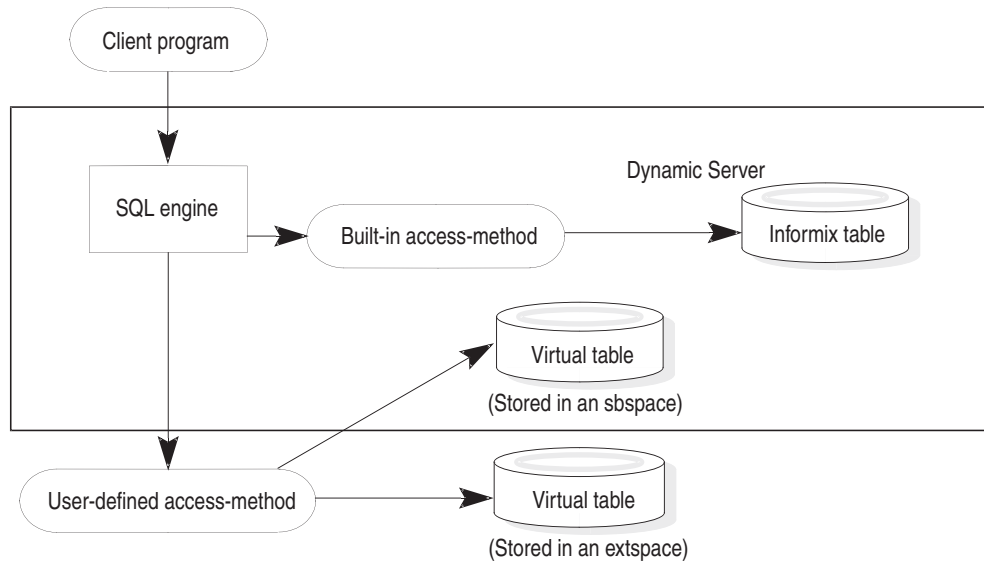 Client program
Dynamic Server
SQL engine
Built-in access-method
Informix table
Virtual table
(Stored in an sbspace)
User-defined access-method
Virtual table
(Stored in an extspace)